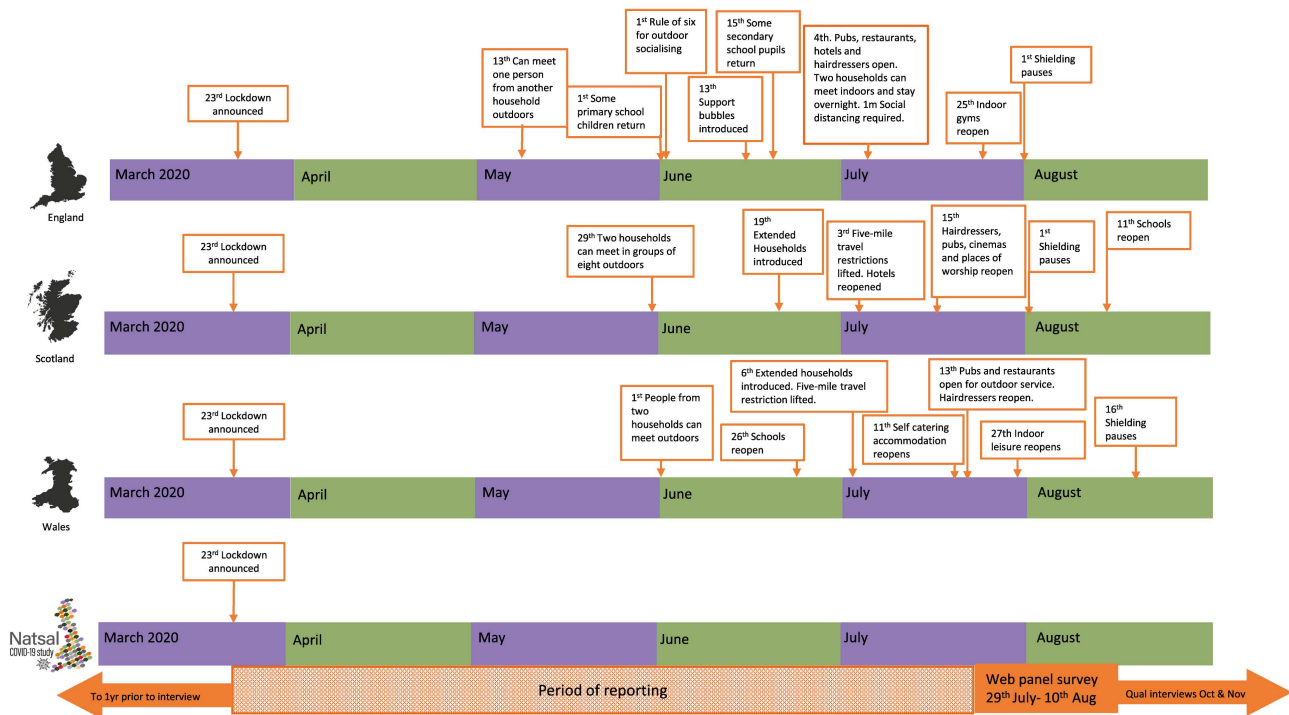 23rd Lockdown
announced
13th Can meet
one person
from another
household
outdoors
1st Some
primary school
children return
1st Rule of six
for outdoor
socialising
13th
Support
bubbles
introduced
15th Some
secondary
school pupils
return
4th. Pubs, restaurants,
hotels and
hairdressers open.
Two households can
meet indoors and stay
overnight. 1m Social
distancing required.
25th Indoor
gyms
reopen
1st Shielding
pauses
England
March 2020
April
May
June
July
August
23rd Lockdown
announced
29th Two households
can meet in groups of
eight outdoors
19th
Extended
Households
introduced
3rd Five-mile
travel
restrictions
lifted. Hotels
reopened
15th
Hairdressers,
pubs, cinemas
and places of
worship reopen
1st
Shielding
pauses
11th Schools
reopen
Scotland
March 2020
April
May
June
July
August
23rd Lockdown
announced
1st People from
two
households can
meet outdoors
26th Schools
reopen
6th Extended households
introduced. Five-mile travel
restriction lifted.
11th Self catering
accommodation
reopens
13th Pubs and restaurants
open for outdoor service.
Hairdressers reopen.
27th Indoor
leisure reopens
16th
Shielding
pauses
Wales
March 2020
April
May
June
July
August
23rd Lockdown
announced
Natsal
COVID-19 study
March 2020
April
May
June
July
August
To 1yr prior to interview
Period of reporting
Web panel survey
29th July- 10th Aug
Qual interviews Oct & Nov